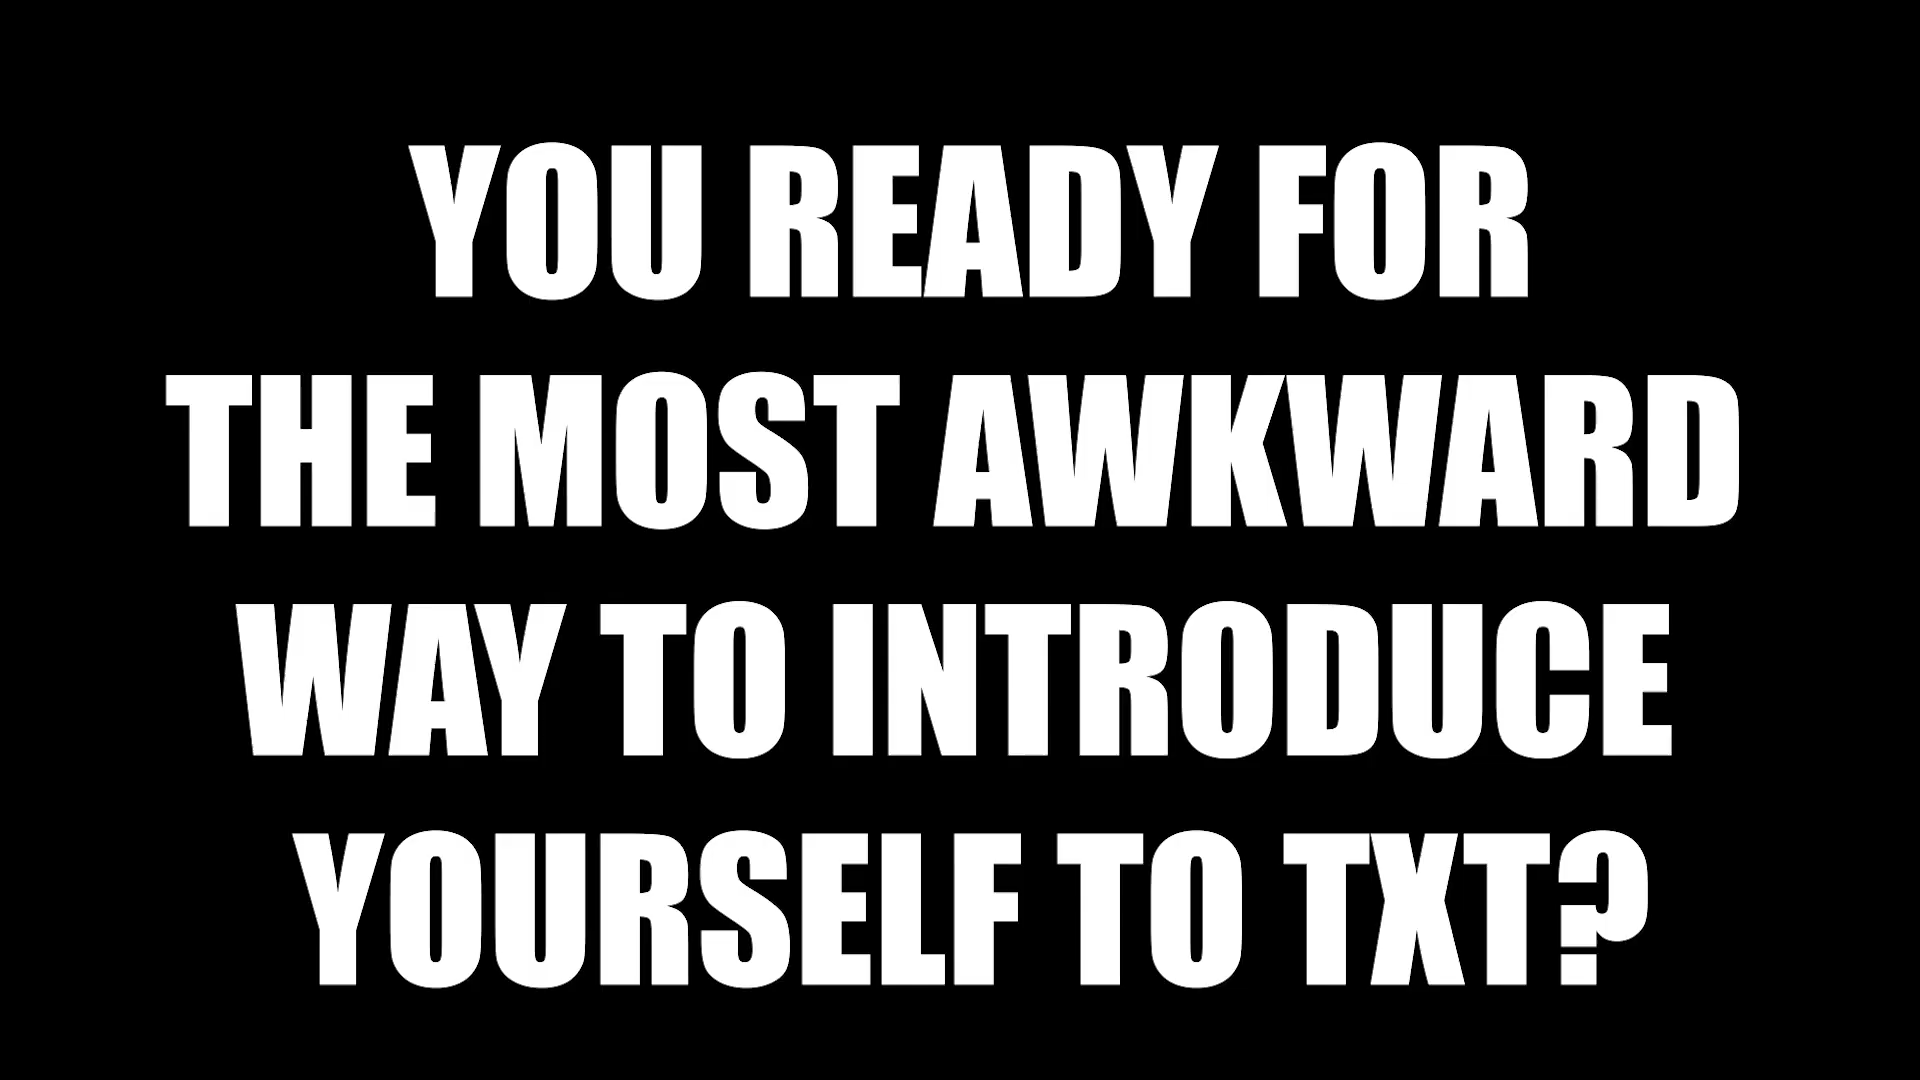 YOU READY FOR
THE MOST AWKWARD
WAY TO INTRODUCE
YOURSELF TO TXT?